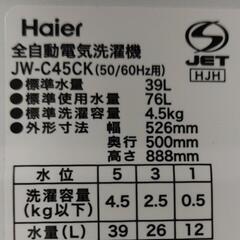 Haier
全自動電気洗濯機
JW-C45CK(50/60Hz用)
JET
HJH
●標準水量 39L
●標準使用水量 76L
●標準洗濯容量 4.5kg
●外形寸法 幅 526mm
奥行 500mm
高さ 888mm
水位 5 3 1
洗濯容量(kg以下) 4.5 2.5 0.5
水量(L) 39 26 12